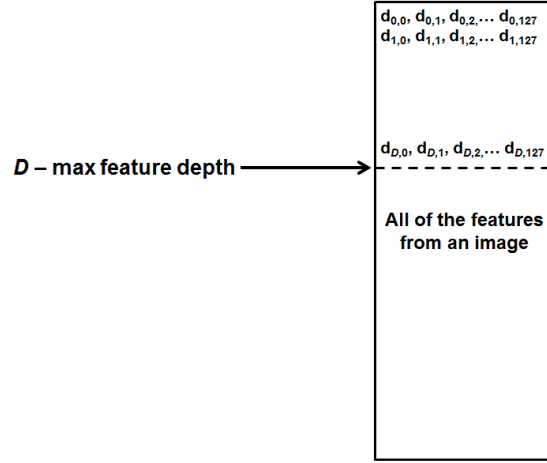 d0,0, d0,1, d0,2,... d0,127
d1,0, d1,1, d1,2,... d1,127
dD,0, dD,1, dD,2,... dD,127
D – max feature depth
All of the features
from an image